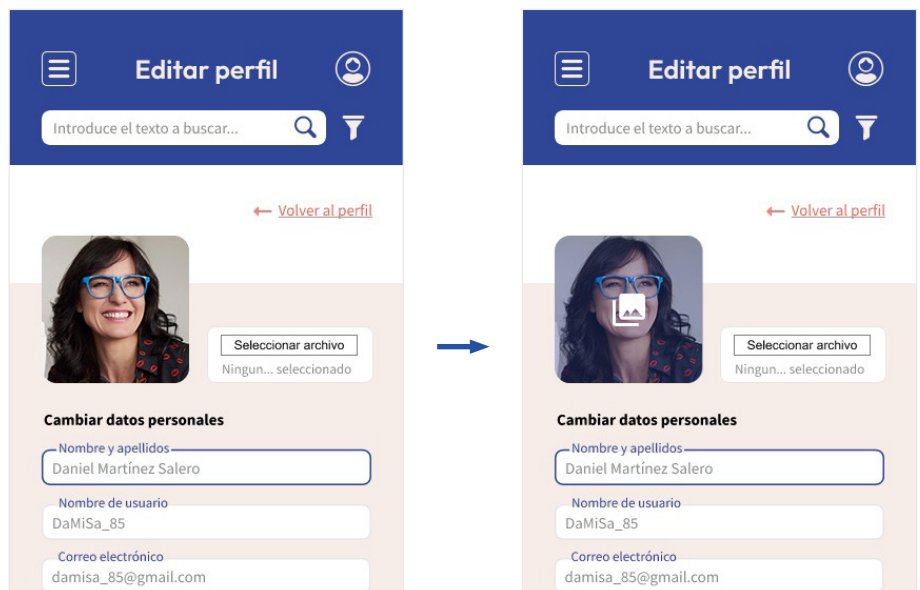 Editar perfil
Introduce el texto a buscar...
Volver al perfil
Seleccionar archivo
Ningun... seleccionado
Cambiar datos personales
Nombre y apellidos
Daniel Martínez Salero
Nombre de usuario
DaMiSa_85
Correo electrónico
damisa_85@gmail.com
Editar perfil
Introduce el texto a buscar...
Volver al perfil
Seleccionar archivo
Ningun... seleccionado
Cambiar datos personales
Nombre y apellidos
Daniel Martínez Salero
Nombre de usuario
DaMiSa_85
Correo electrónico
damisa_85@gmail.com